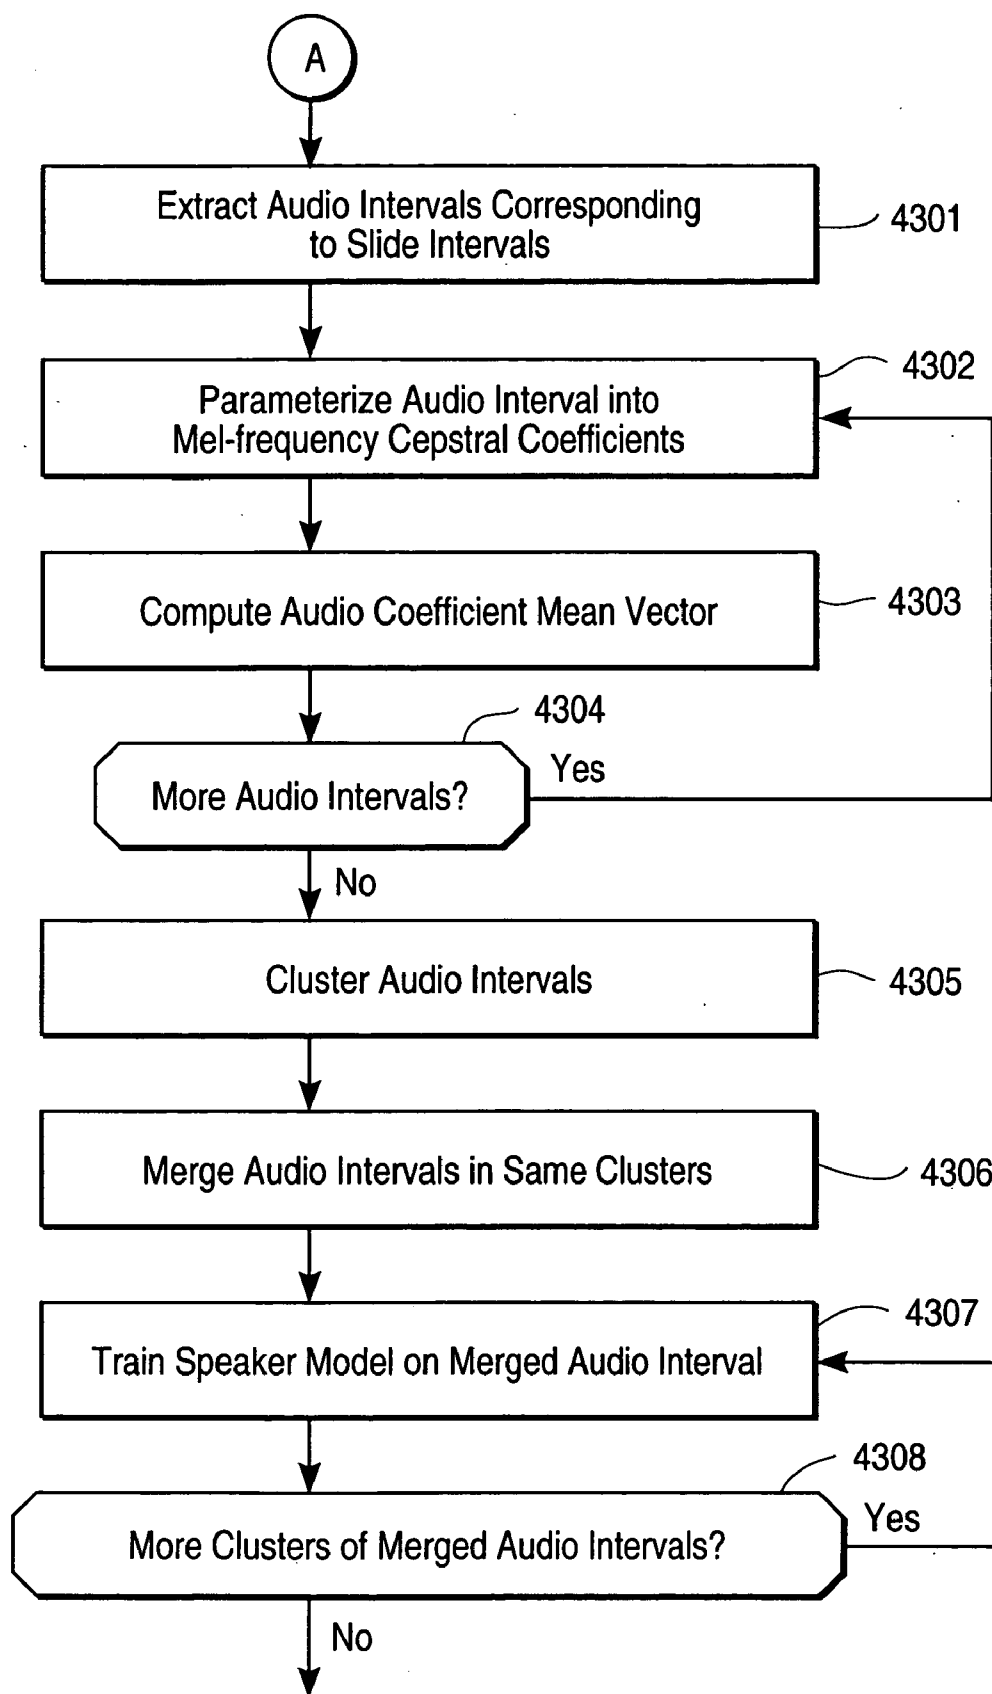 A
Extract Audio Intervals Corresponding
to Slide Intervals
4301
Parameterize Audio Interval into
Mel-frequency Cepstral Coefficients
4302
Compute Audio Coefficient Mean Vector
4303
4304
More Audio Intervals?
Yes
No
Cluster Audio Intervals
4305
Merge Audio Intervals in Same Clusters
4306
4307
Train Speaker Model on Merged Audio Interval
4308
More Clusters of Merged Audio Intervals?
Yes
No